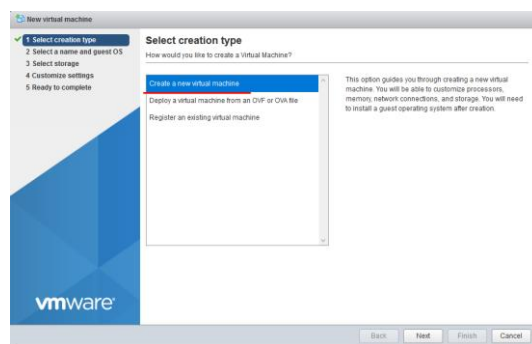 New virtual machine
1 Select creation type
2 Select a name and guest OS
3 Select storage
4 Customize settings
5 Ready to complete
Select creation type
How would you like to create a Virtual Machine?
Create a new virtual machine
Deploy a virtual machine from an OVF or OVA file
Register an existing virtual machine
This option guides you through creating a new virtual
machine. You will be able to customize processors,
memory, network connections, and storage. You will need
to install a guest operating system after creation.
vmware
Back Next Finish Cancel